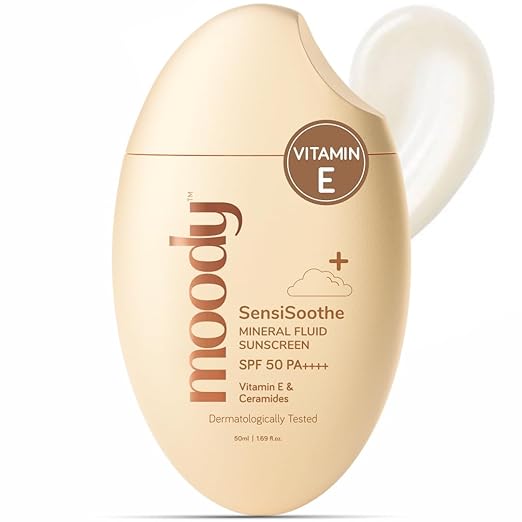 VITAMIN
E
moody™
SensiSoothe
MINERAL FLUID
SUNSCREEN
SPF 50 PA++++
Vitamin E &
Ceramides
Dermatologically Tested
50ml | 1.69 fl.oz.